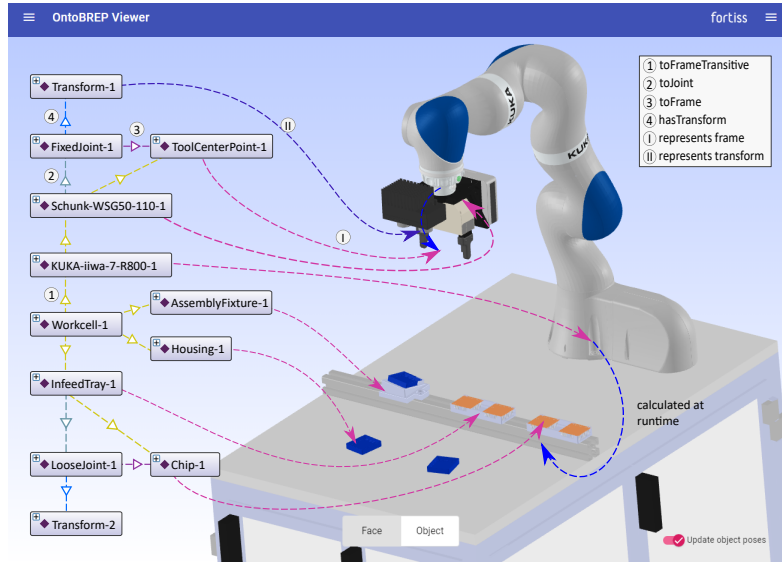 OntoBREP Viewer
fortiss
1 toFrameTransitive
2 toJoint
3 toFrame
4 hasTransform
I represents frame
II represents transform
Transform-1
II
4
3
FixedJoint-1
ToolCenterPoint-1
2
Schunk-WSG50-110-1
I
KUKA-iiwa-7-R800-1
1
AssemblyFixture-1
Workcell-1
Housing-1
InfeedTray-1
LooseJoint-1
Chip-1
Transform-2
KUKA
KUKA
calculated at
runtime
Face
Object
Update object poses